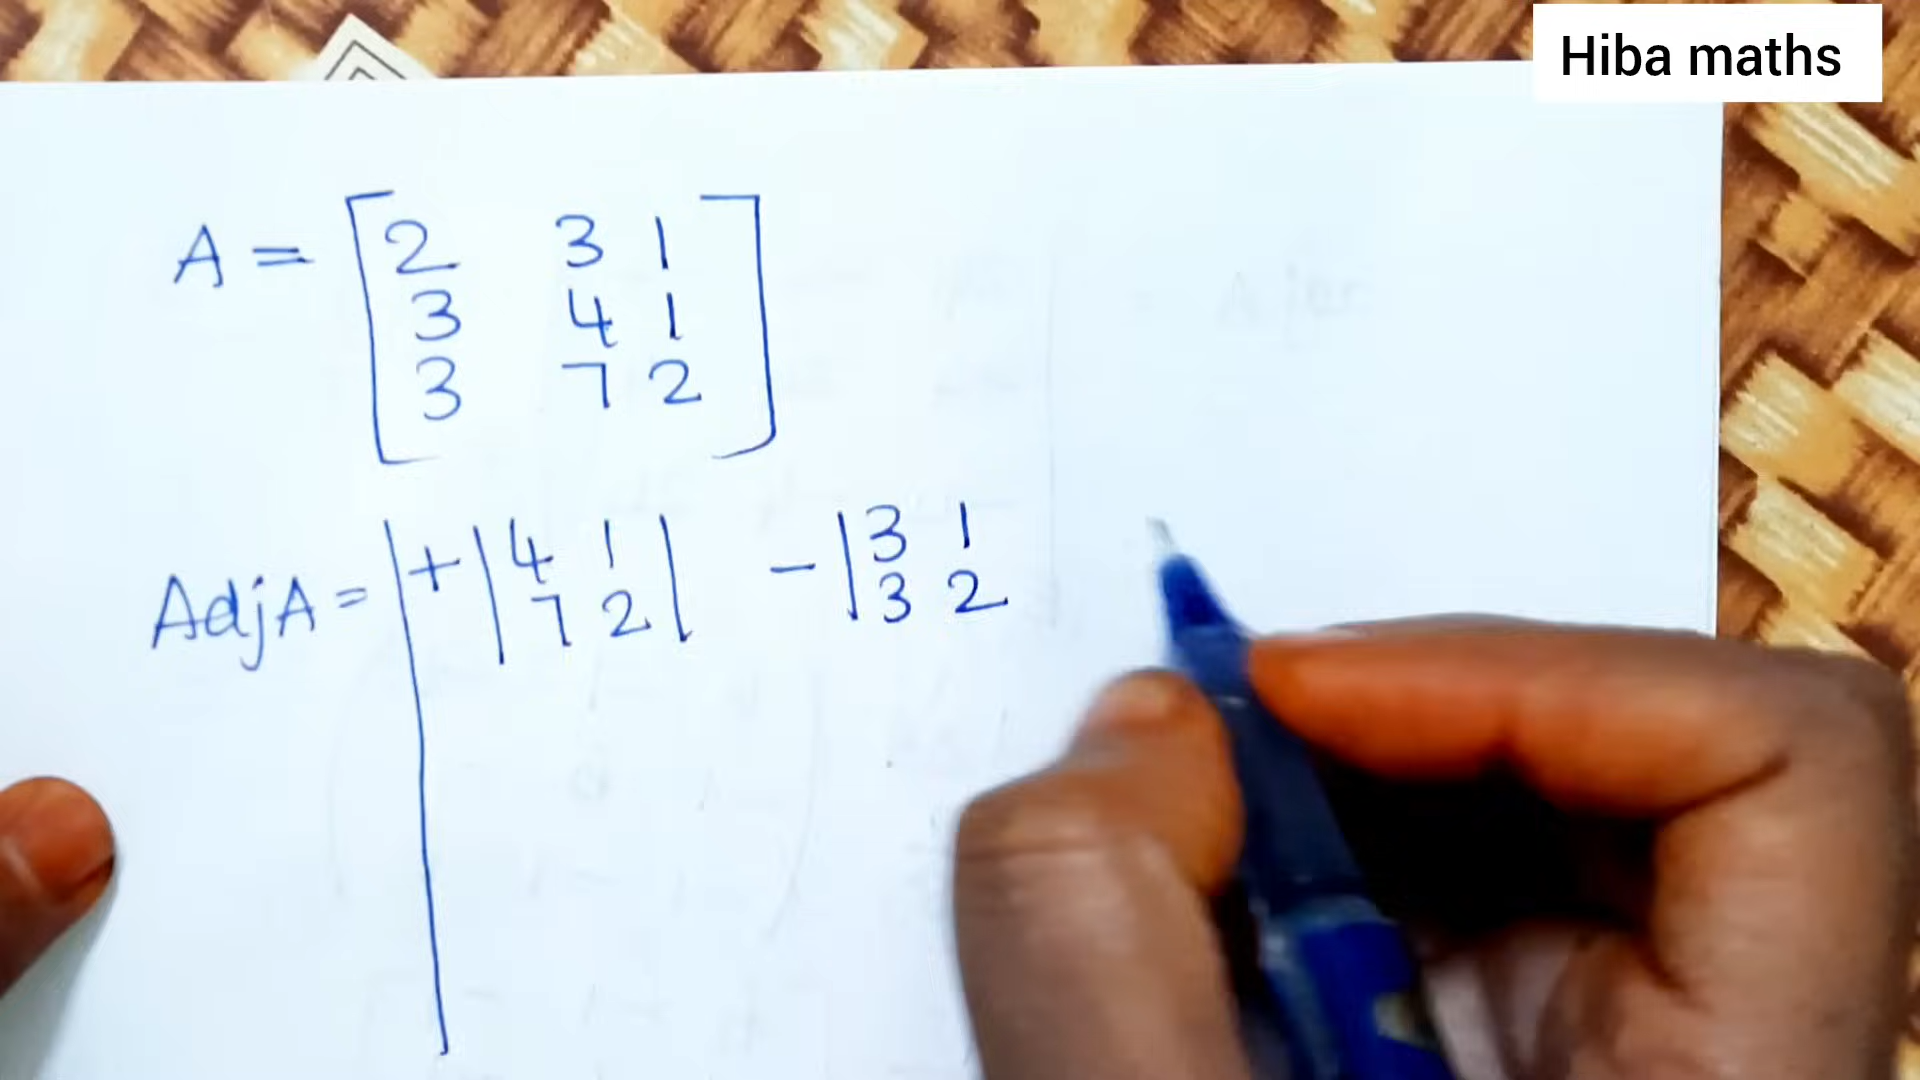 Hiba maths
A = [2 3 1
3 4 1
3 7 2]
AdjA = | + |4 1| - |3 1
7 2 3 2